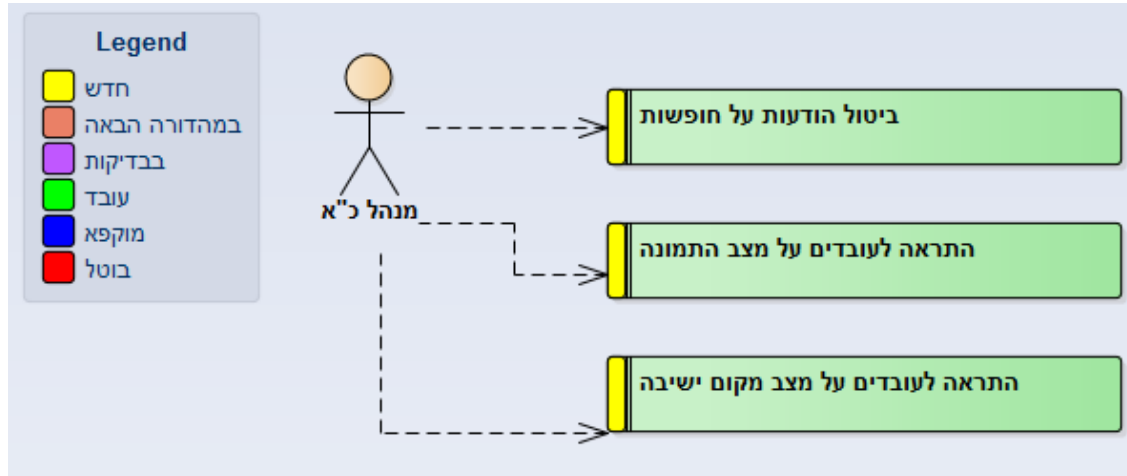 Legend
חדש
במהדורה הבאה
בבדיקות
עובד
מוקפא
בוטל
מנהל כ"א
ביטול הודעות על חופשות
התראה לעובדים על מצב התמונה
התראה לעובדים על מצב מקום ישיבה